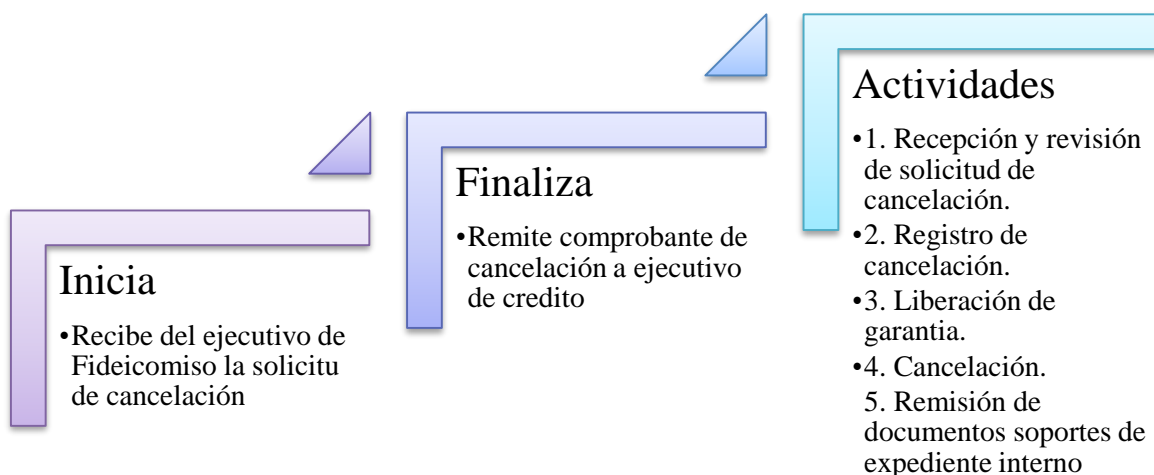 Inicia
•Recibe del ejecutivo de
Fideicomiso la solicitu
de cancelación
Finaliza
•Remite comprobante de
cancelación a ejecutivo
de credito
Actividades
•1. Recepción y revisión
de solicitud de
cancelación.
•2. Registro de
cancelación.
•3. Liberación de
garantia.
•4. Cancelación.
5. Remisión de
documentos soportes de
expediente interno